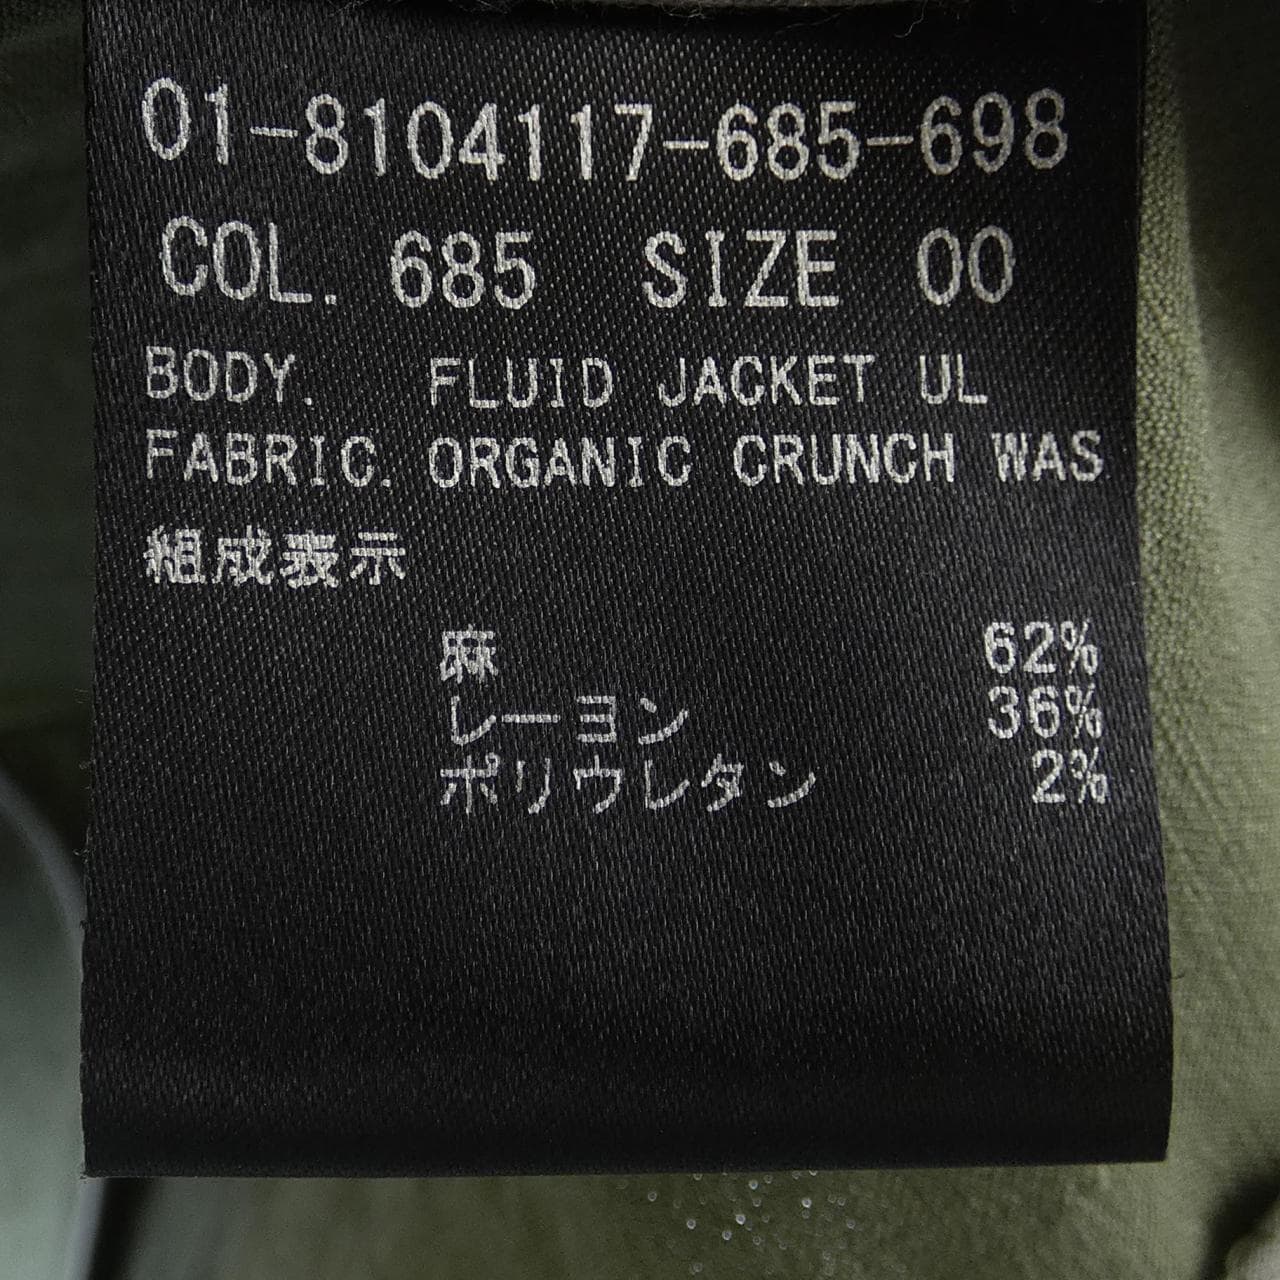 01-8104117-685-698
COL. 685 SIZE 00
BODY. FLUID JACKET UL
FABRIC. ORGANIC CRUNCH WAS
組成表示
麻 62%
レーヨン 36%
ポリウレタン 2%